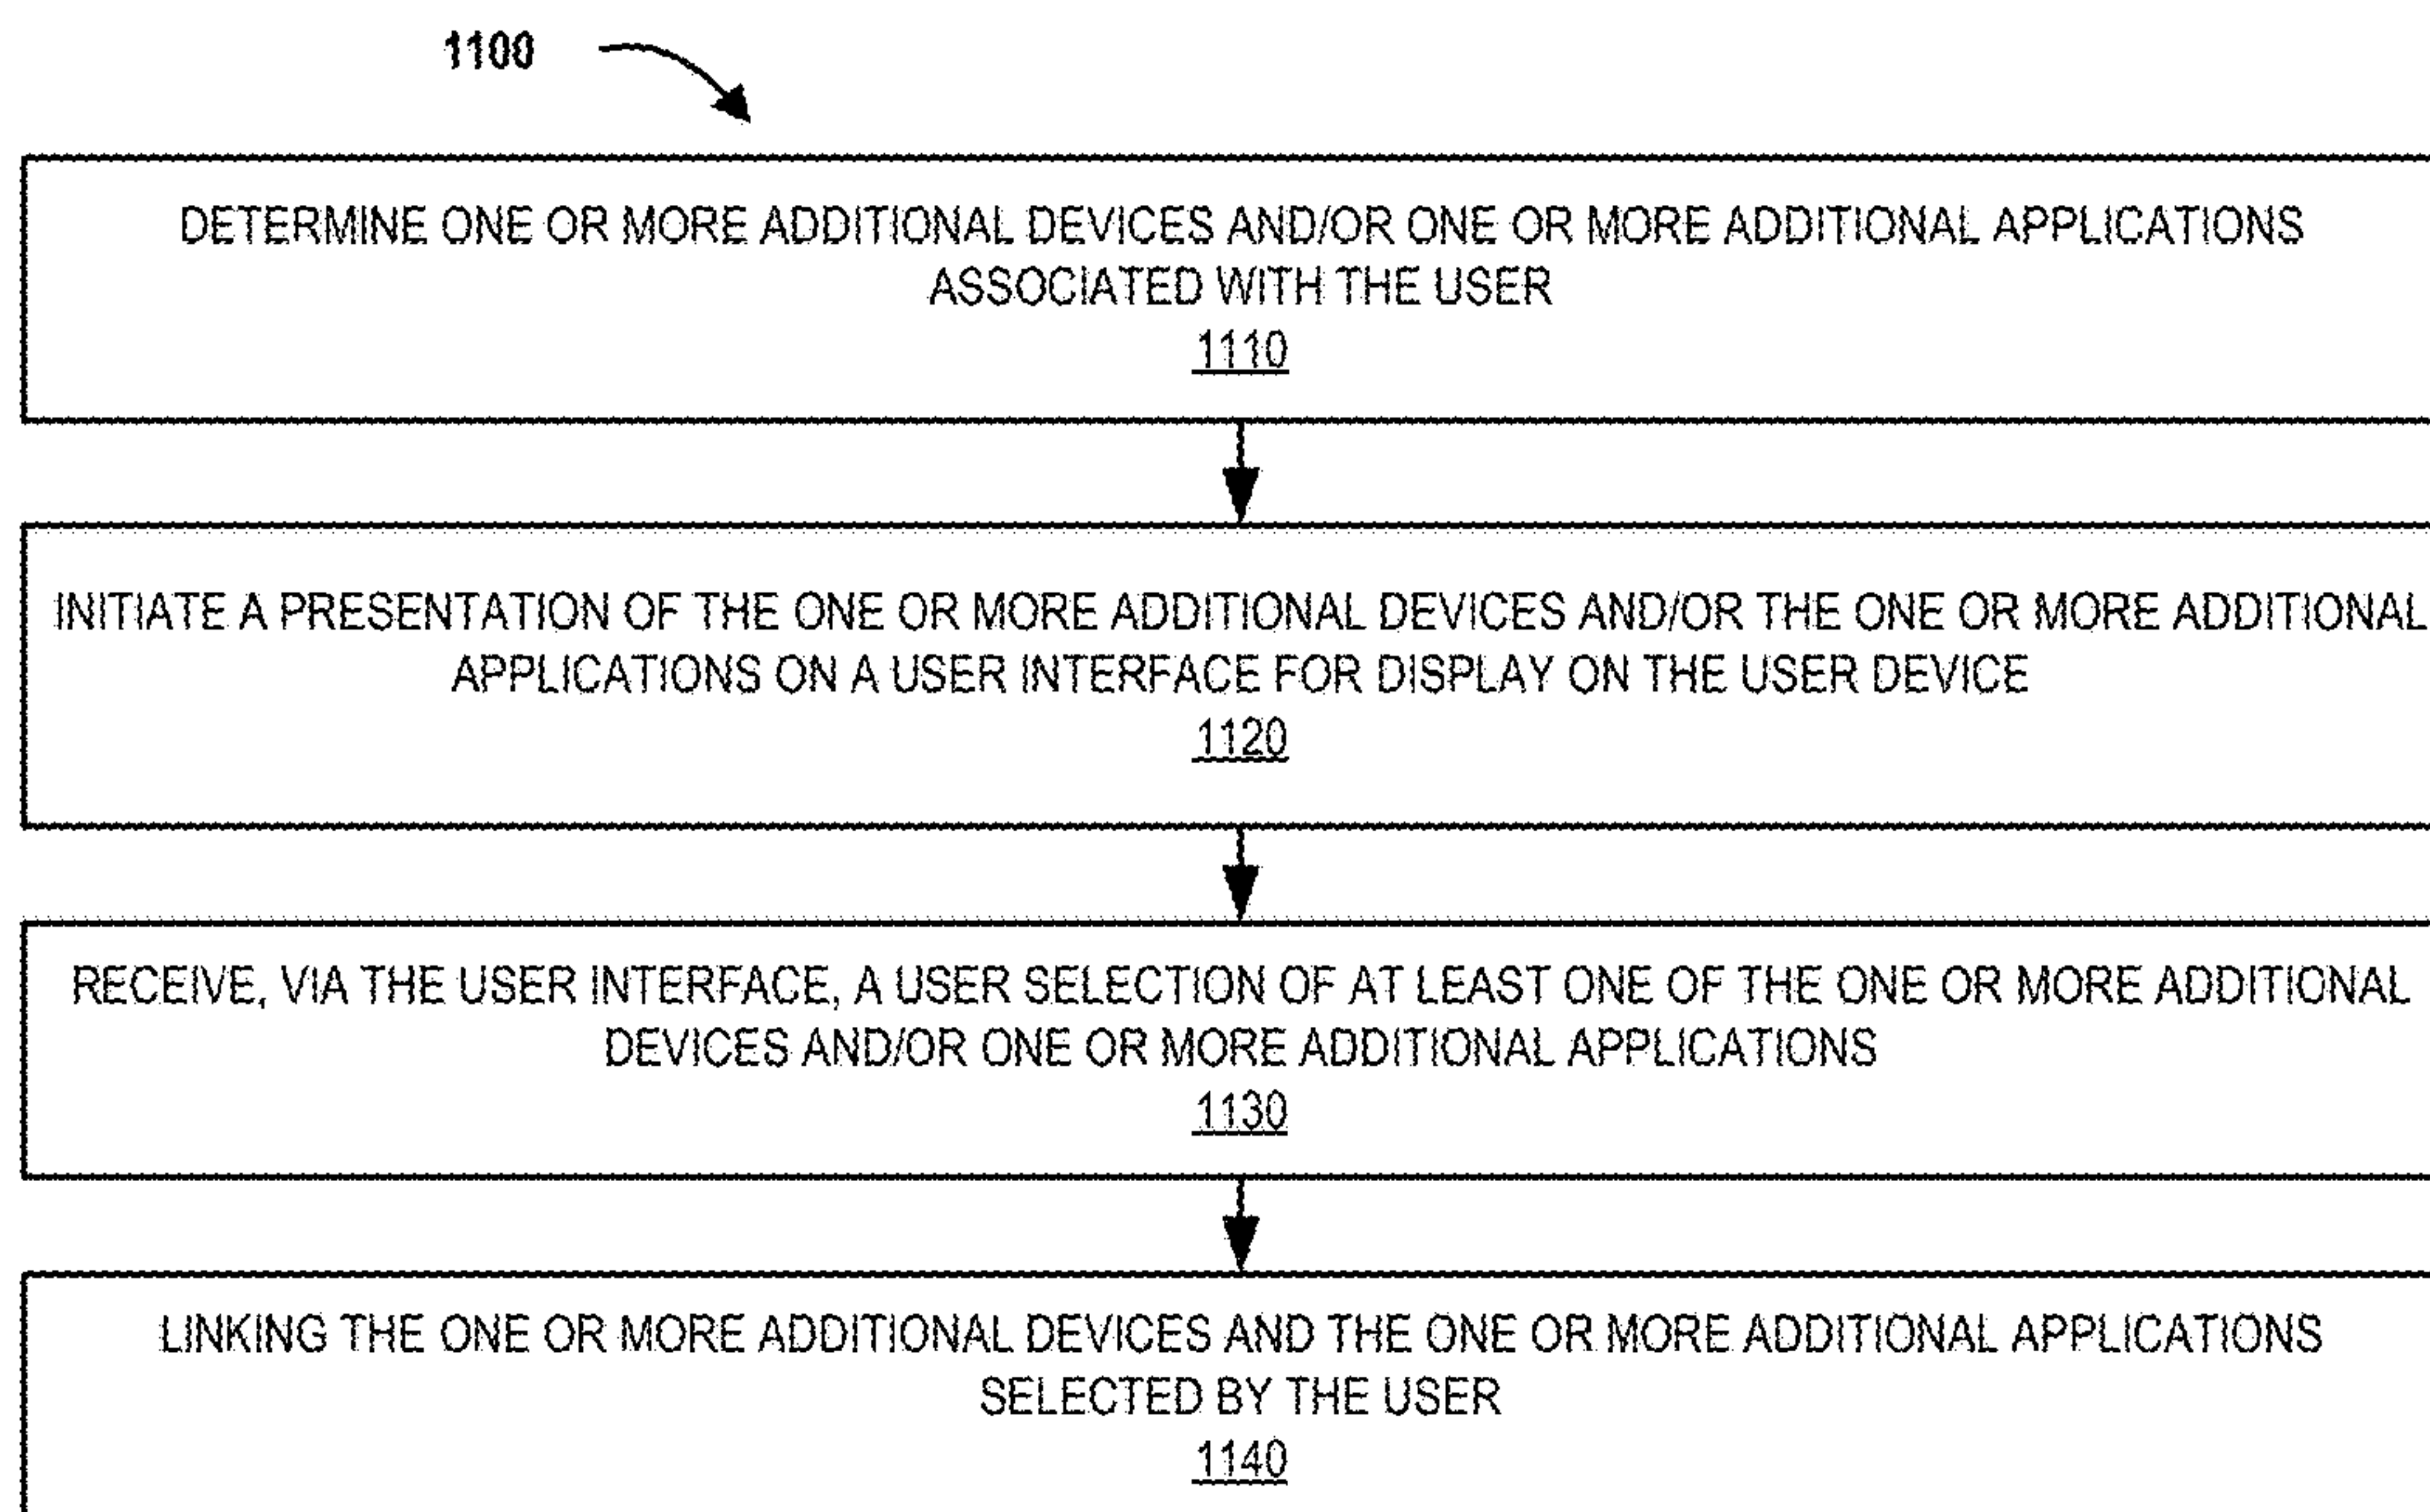 1100
DETERMINE ONE OR MORE ADDITIONAL DEVICES AND/OR ONE OR MORE ADDITIONAL APPLICATIONS
ASSOCIATED WITH THE USER
1110
INITIATE A PRESENTATION OF THE ONE OR MORE ADDITIONAL DEVICES AND/OR THE ONE OR MORE ADDITIONAL
APPLICATIONS ON A USER INTERFACE FOR DISPLAY ON THE USER DEVICE
1120
RECEIVE, VIA THE USER INTERFACE, A USER SELECTION OF AT LEAST ONE OF THE ONE OR MORE ADDITIONAL
DEVICES AND/OR ONE OR MORE ADDITIONAL APPLICATIONS
1130
LINKING THE ONE OR MORE ADDITIONAL DEVICES AND THE ONE OR MORE ADDITIONAL APPLICATIONS
SELECTED BY THE USER
1140